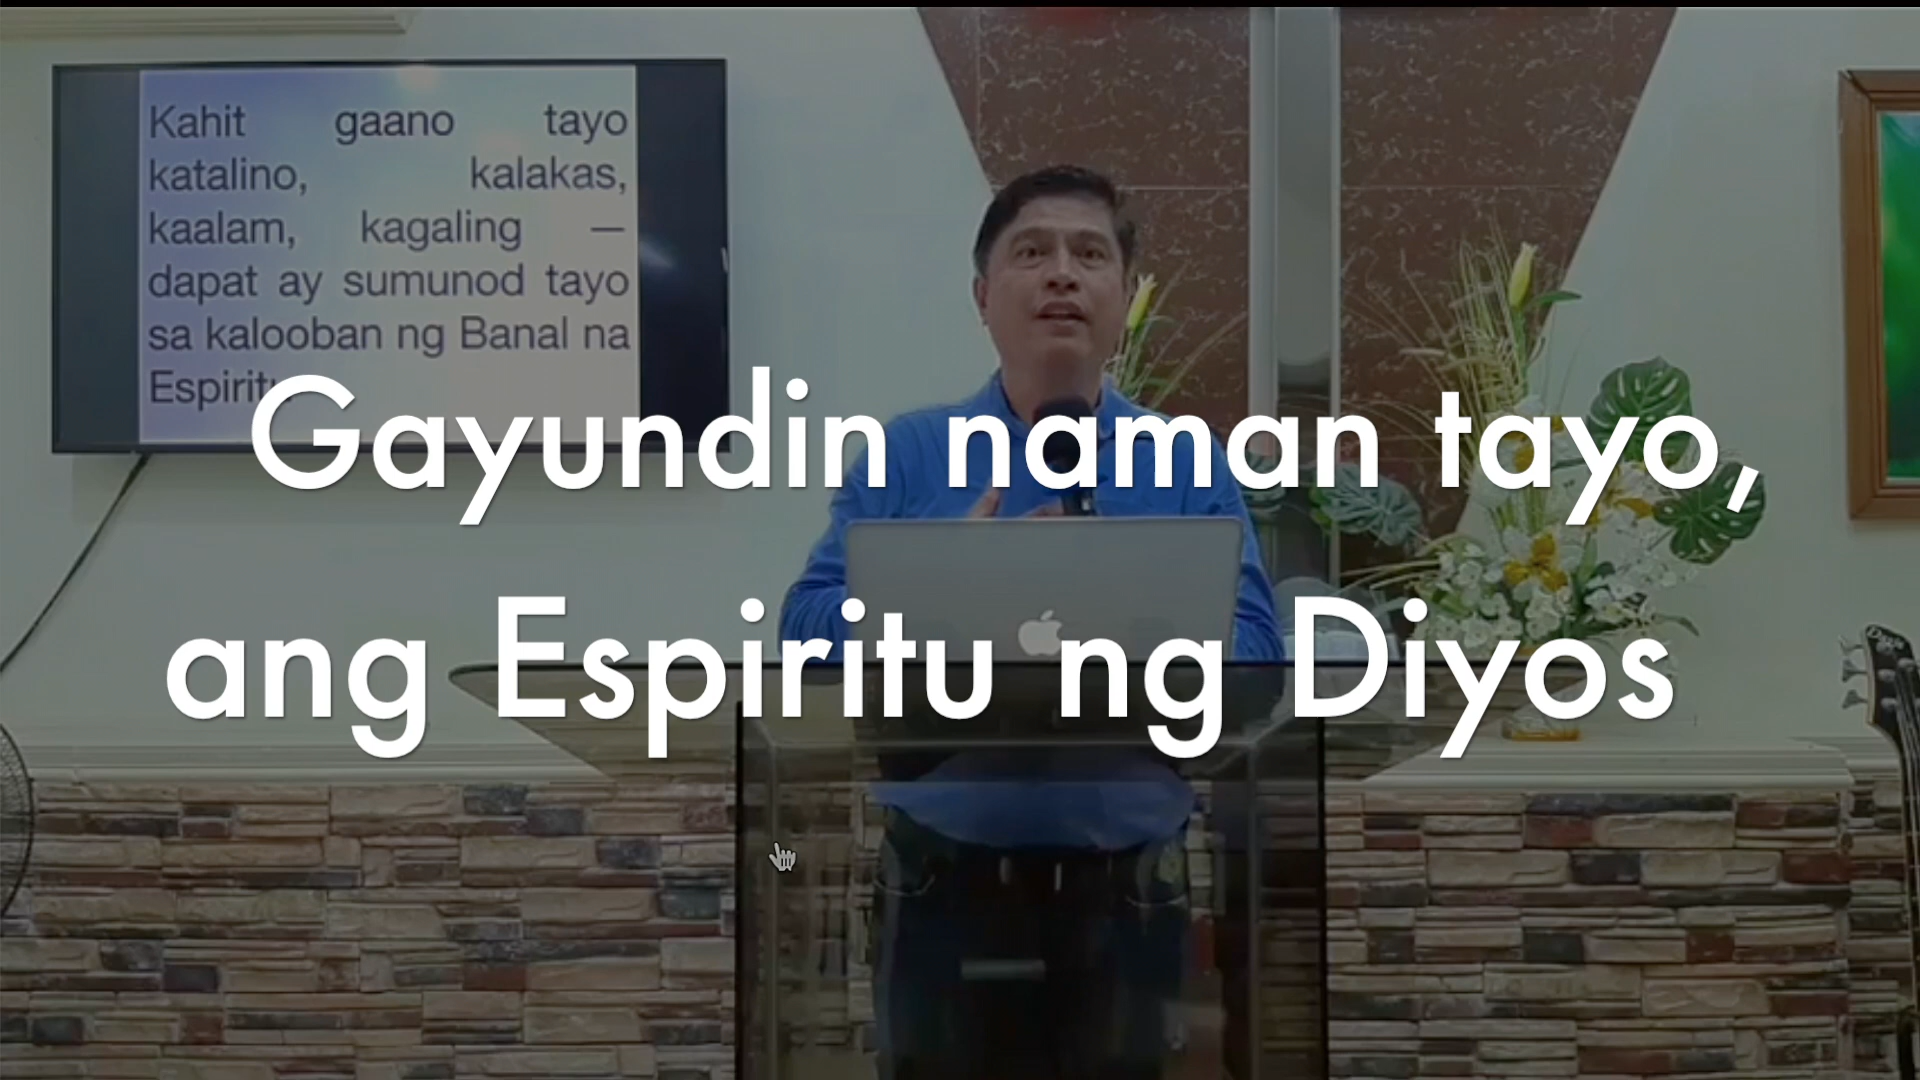 Kahit gaano tayo
katalino, kalakas,
kaalam, kagaling —
dapat ay sumunod tayo
sa kalooban ng Banal na
Espiritu
Gayundin naman tayo,
ang Espiritu ng Diyos